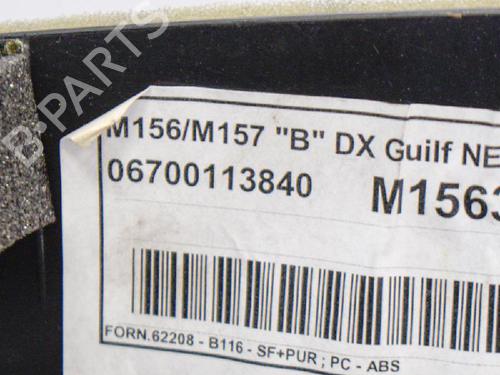 B-PARTS
M156/M157 "B" DX Guilf NE
06700113840 M1563
FORN.62208 - B116 - SF+PUR ; PC - ABS